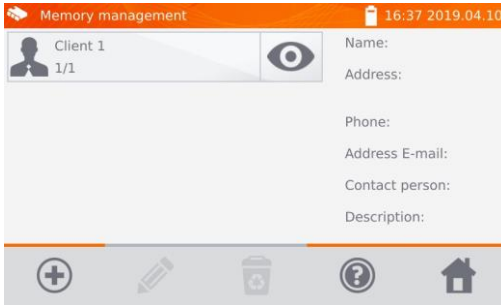 Memory management
16:37 2019.04.10
Client 1
1/1
Name:
Address:
Phone:
Address E-mail:
Contact person:
Description: